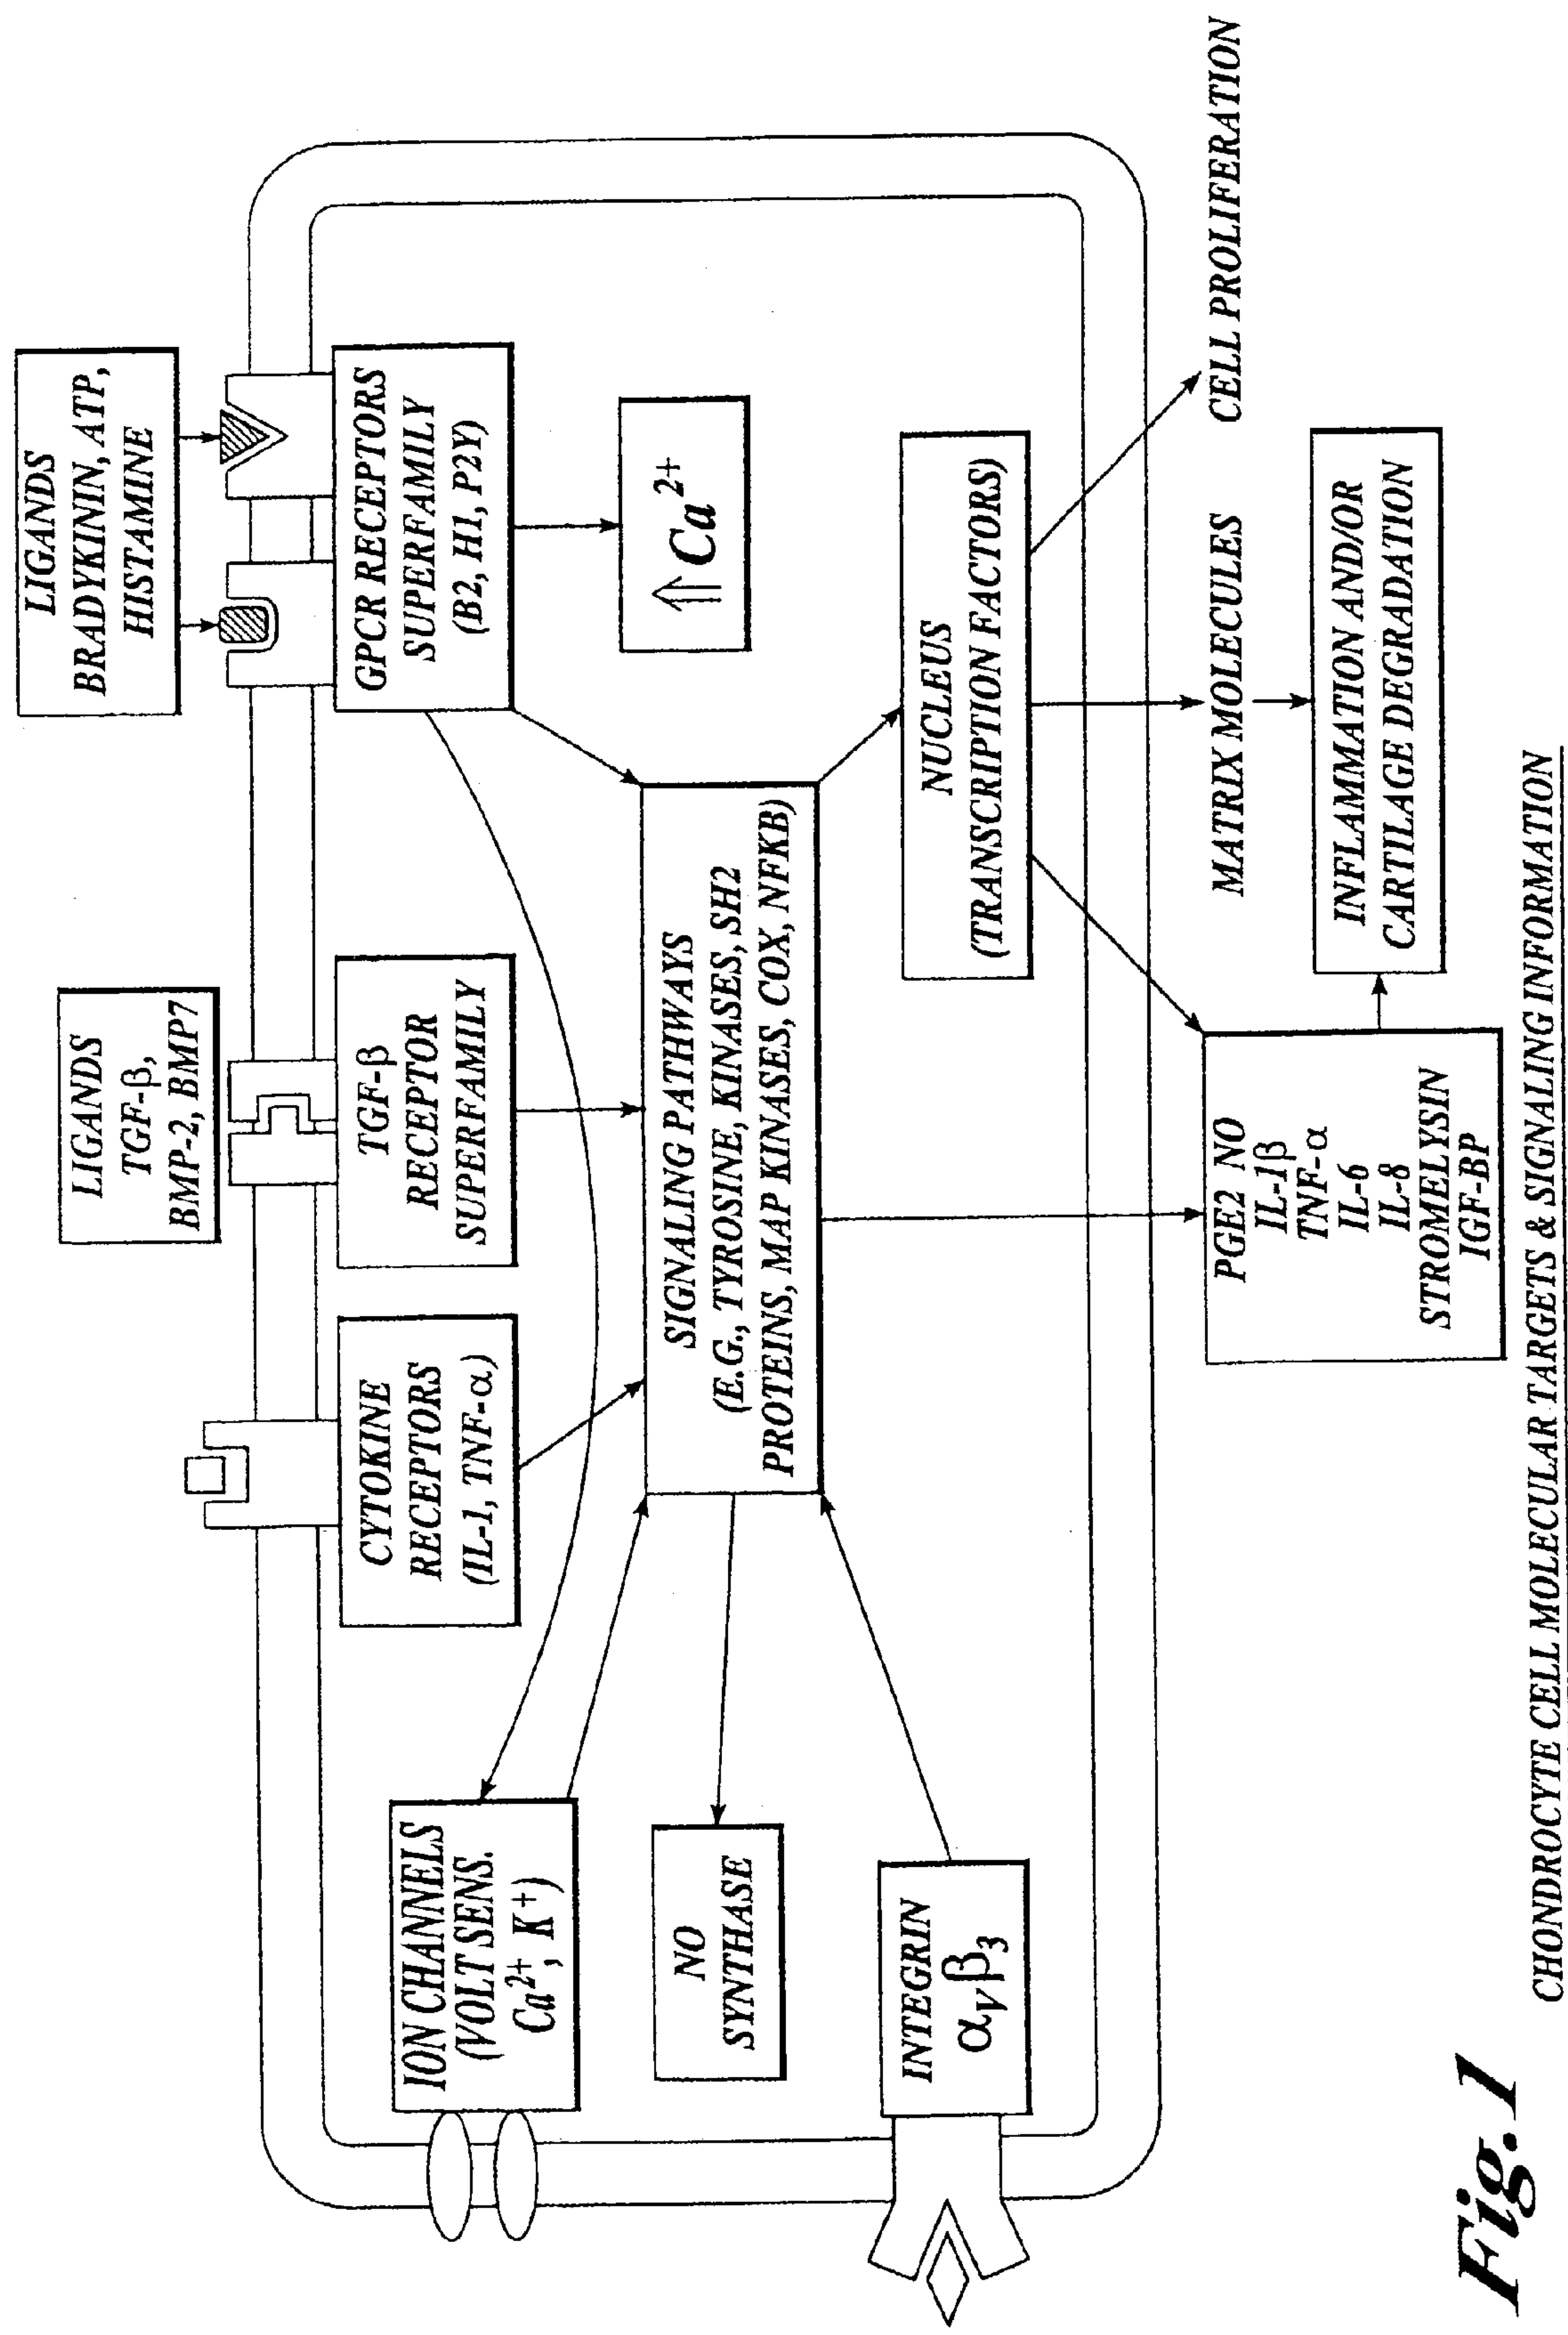 LIGANDS
TGF-β,
BMP-2, BMP7
LIGANDS
BRADYKININ, ATP,
HISTAMINE
CYTOKINE
RECEPTORS
(IL-1, TNF-α)
TGF-β
RECEPTOR
SUPERFAMILY
GPCR RECEPTORS
SUPERFAMILY
(B2, H1, P2Y)
ION CHANNELS
(VOLT SENS.
Ca²⁺, K⁺)
⇑ Ca²⁺
SIGNALING PATHWAYS
(E.G., TYROSINE, KINASES, SH2
PROTEINS, MAP KINASES, COX, NFKB)
NO
SYNTHASE
INTEGRIN
αᵥβ₃
NUCLEUS
(TRANSCRIPTION FACTORS)
PGE2 NO
IL-1β
TNF-α
IL-6
IL-8
STROMELYSIN
IGF-BP
MATRIX MOLECULES
CELL PROLIFERATION
INFLAMMATION AND/OR
CARTILAGE DEGRADATION
Fig.1
CHONDROCYTE CELL MOLECULAR TARGETS & SIGNALING INFORMATION